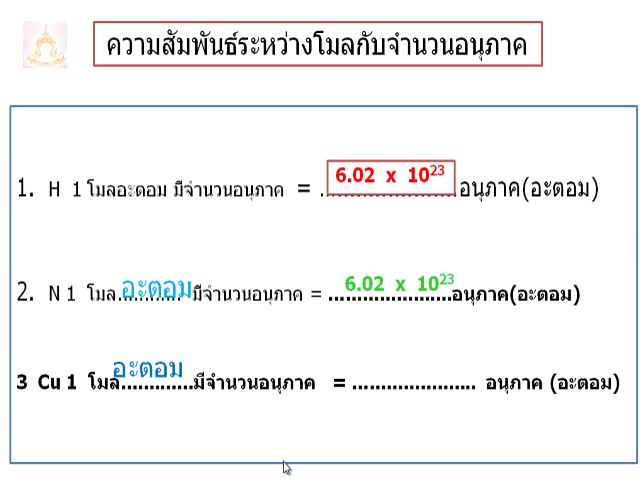 ความสัมพันธ์ระหว่างโมลกับจำนวนอนุภาค
1. H 1 โมลอะตอม มีจำนวนอนุภาค = .6.02 x 10²³ อนุภาค(อะตอม)
2. N 1 โมล...อะตอม... มีจำนวนอนุภาค = ...6.02 x 10²³...อนุภาค(อะตอม)
3 Cu 1 โมล...อะตอม...มีจำนวนอนุภาค = ...................... อนุภาค (อะตอม)